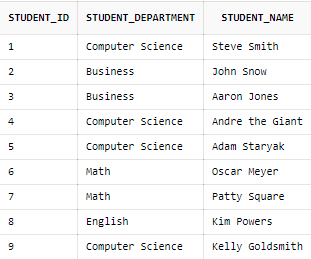 STUDENT_ID STUDENT_DEPARTMENT STUDENT_NAME
1 Computer Science Steve Smith
2 Business John Snow
3 Business Aaron Jones
4 Computer Science Andre the Giant
5 Computer Science Adam Staryak
6 Math Oscar Meyer
7 Math Patty Square
8 English Kim Powers
9 Computer Science Kelly Goldsmith